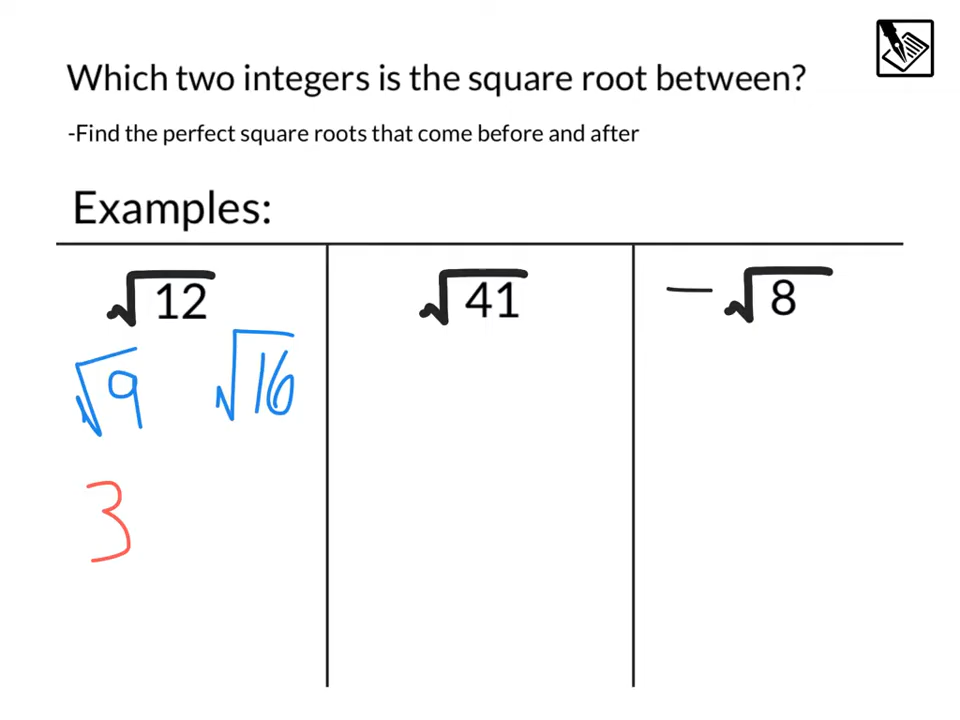 Which two integers is the square root between?
-Find the perfect square roots that come before and after
Examples:
√12 √41 −√8
√9 √16
3